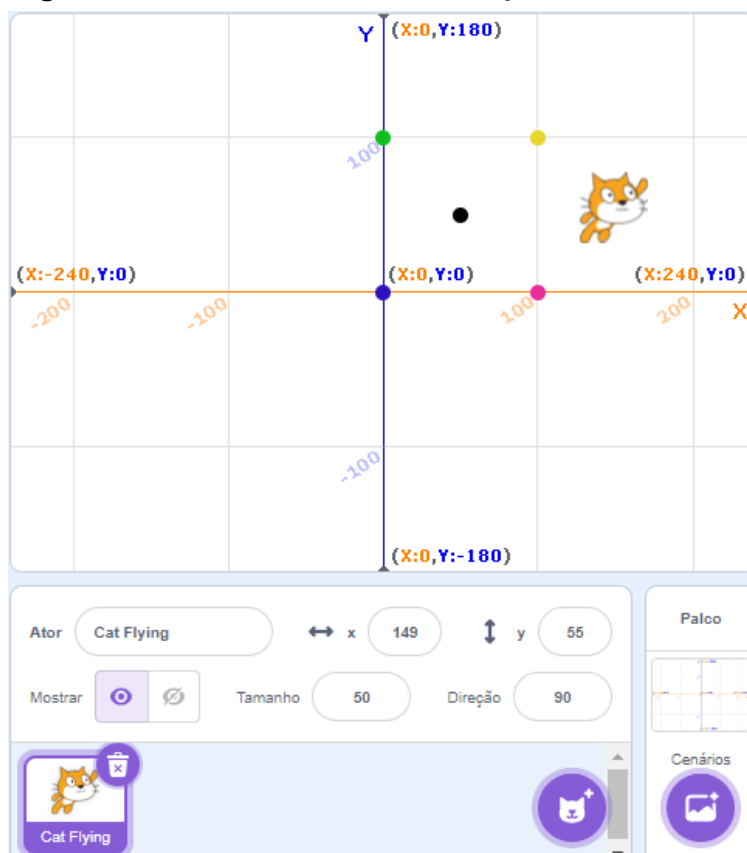 Y (X:0,Y:180)
100
(X:-240,Y:0) (X:0,Y:0) (X:240,Y:0)
-200 -100 100 200 X
-100
(X:0,Y:-180)
Ator Cat Flying x 149 y 55
Mostrar Tamanho 50 Direção 90
Cat Flying
Palco
Cenários